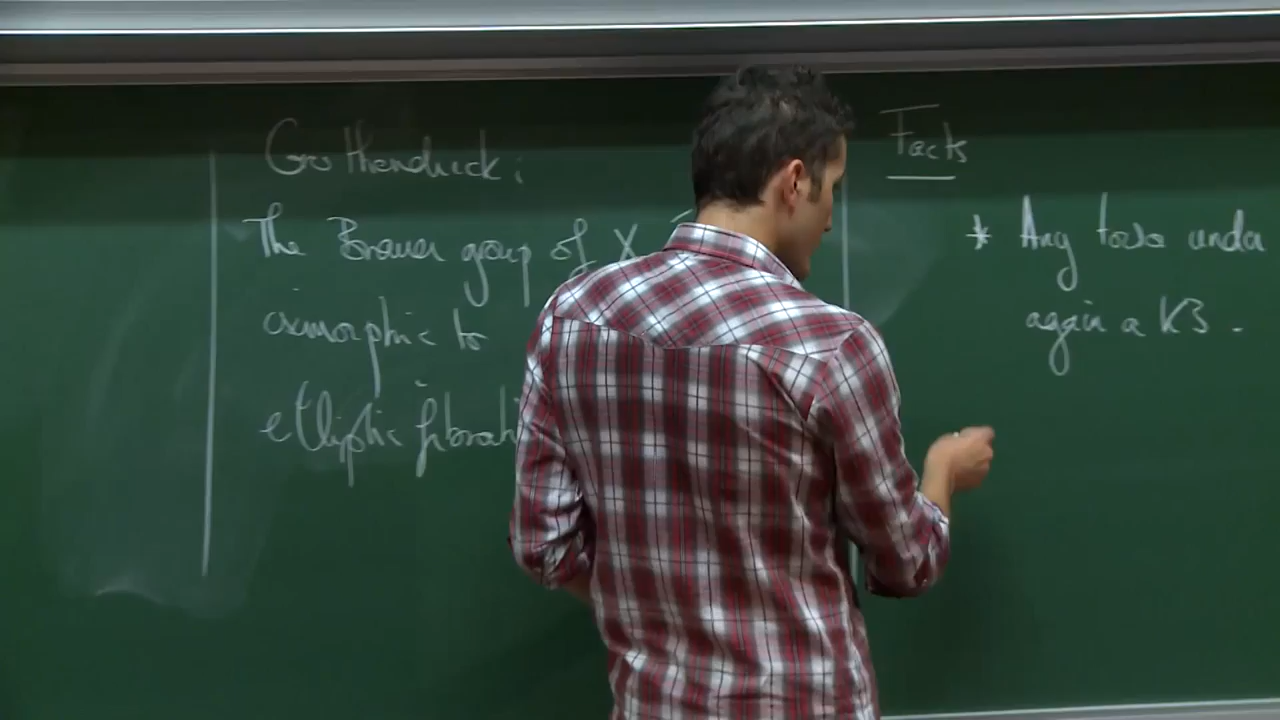 Grothendieck:
The Brauer group of X
isomorphic to
elliptic fibrati
Facts
* Any torsor under
again a K3.